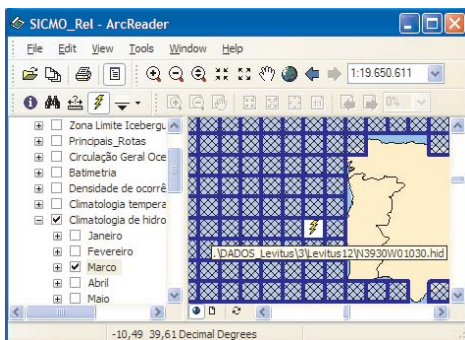 SICMO_Rel - ArcReader
File Edit View Tools Window Help
1:19.650.611
0%
Zona Limite Icebergu
Principais_Rotas
Circulação Geral Oce
Batimetria
Densidade de ocorrê
Climatologia tempera
Climatologia de hidro
Janeiro
Fevereiro
Marco
Abril
Maio
.\DADOS_Levitus\3\Levitus12\N3930W01030.hid
-10,49 39,61 Decimal Degrees